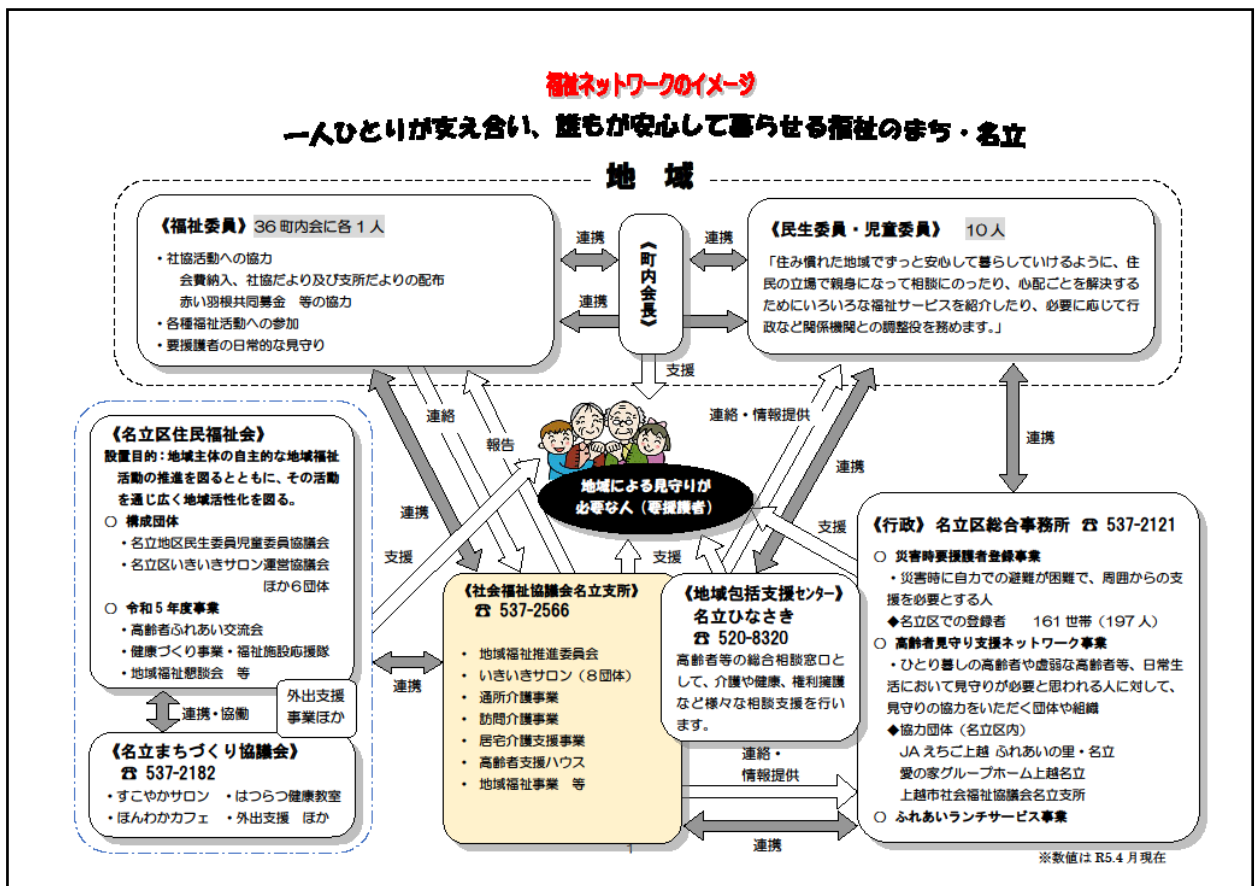 福祉ネットワークのイメージ
一人ひとりが支え合い、誰もが安心して暮らせる福祉のまち・名立
地　域
《福祉委員》 36 町内会に各 1 人
・社協活動への協力
会費納入、社協だより及び支所だよりの配布
赤い羽根共同募金　等の協力
・各種福祉活動への参加
・要援護者の日常的な見守り
連携
連携
《町内会長》
連携
支援
《民生委員・児童委員》　10 人
「住み慣れた地域でずっと安心して暮らしていけるように、住
民の立場で親身になって相談にのったり、心配ごとを解決する
ためにいろいろな福祉サービスを紹介したり、必要に応じて行
政など関係機関との調整役を務めます。」
連絡
報告
連絡・情報提供
連携
連携
連携
支援
支援
支援
支援
地域による見守りが
必要な人（要援護者）
《名立区住民福祉会》
設置目的：地域主体の自主的な地域福祉
活動の推進を図るとともに、その活動
を通じ広く地域活性化を図る。
○ 構成団体
・名立地区民生委員児童委員協議会
・名立区いきいきサロン運営協議会
ほか６団体
○ 令和５年度事業
・高齢者ふれあい交流会
・健康づくり事業・福祉施設応援隊
・地域福祉懇談会　等
外出支援
事業ほか
連携・協働
《名立まちづくり協議会》
☎ 537-2182
・すこやかサロン　・はつらつ健康教室
・ほんわかカフェ　・外出支援　ほか
連携
《社会福祉協議会名立支所》
☎ 537-2566
・ 地域福祉推進委員会
・ いきいきサロン（８団体）
・ 通所介護事業
・ 訪問介護事業
・ 居宅介護支援事業
・ 高齢者支援ハウス
・ 地域福祉事業　等
1
《地域包括支援センター》
名立ひなさき
☎ 520-8320
高齢者等の総合相談窓口と
して、介護や健康、権利擁護
など様々な相談支援を行い
ます。
連絡・
情報提供
連携
《行政》 名立区総合事務所 ☎ 537-2121
○ 災害時要援護者登録事業
・災害時に自力での避難が困難で、周囲からの支
援を必要とする人
◆名立区での登録者　161 世帯（197 人）
○ 高齢者見守り支援ネットワーク事業
・ひとり暮しの高齢者や虚弱な高齢者等、日常生
活において見守りが必要と思われる人に対して、
見守りの協力をいただく団体や組織
◆協力団体（名立区内）
JA えちご上越 ふれあいの里・名立
愛の家グループホーム上越名立
上越市社会福祉協議会名立支所
○ ふれあいランチサービス事業
※数値は R5.4 月現在